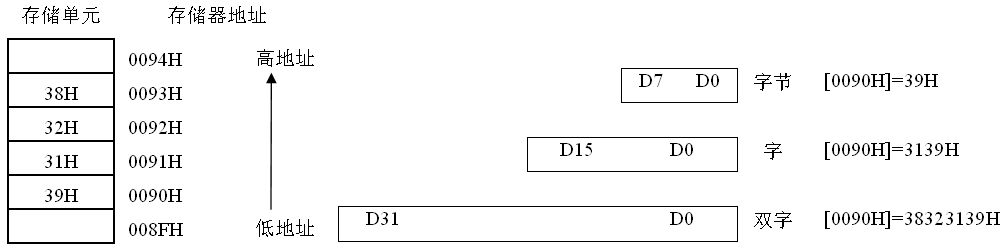 存储单元 存储器地址
0094H 高地址
38H 0093H D7 D0 字节 [0090H]=39H
32H 0092H
31H 0091H D15 D0 字 [0090H]=3139H
39H 0090H
008FH 低地址 D31 D0 双字 [0090H]=38323139H